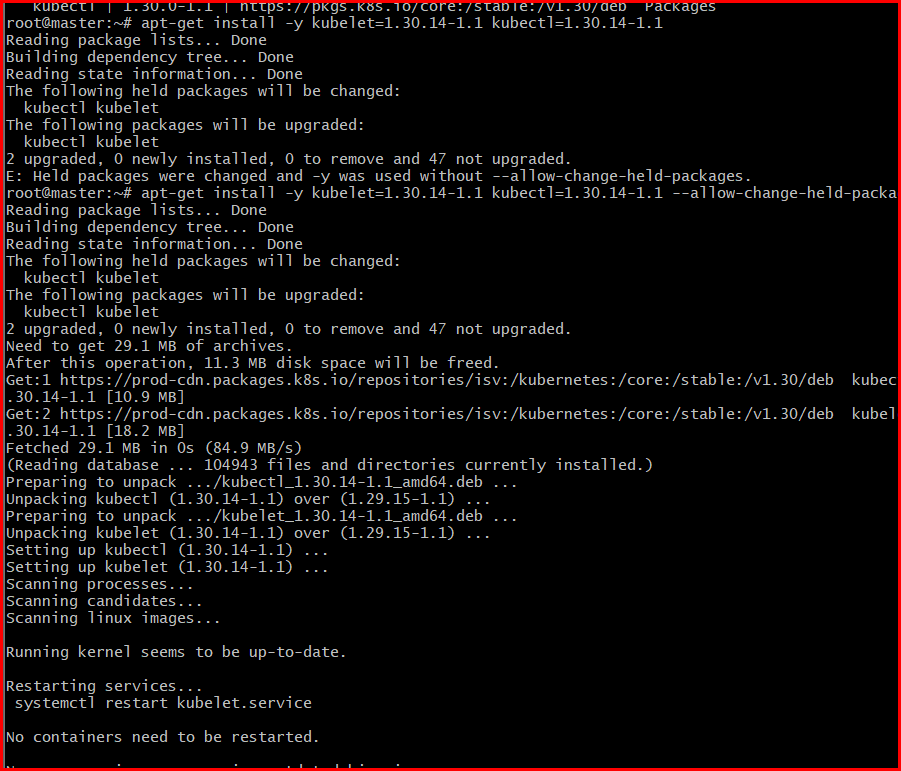 kubectl | 1.30.0-1.1 | https://pkgs.k8s.io/core:/stable:/v1.30/deb  Packages
root@master:~# apt-get install -y kubelet=1.30.14-1.1 kubectl=1.30.14-1.1
Reading package lists... Done
Building dependency tree... Done
Reading state information... Done
The following held packages will be changed:
  kubectl kubelet
The following packages will be upgraded:
  kubectl kubelet
2 upgraded, 0 newly installed, 0 to remove and 47 not upgraded.
E: Held packages were changed and -y was used without --allow-change-held-packages.
root@master:~# apt-get install -y kubelet=1.30.14-1.1 kubectl=1.30.14-1.1 --allow-change-held-packa
Reading package lists... Done
Building dependency tree... Done
Reading state information... Done
The following held packages will be changed:
  kubectl kubelet
The following packages will be upgraded:
  kubectl kubelet
2 upgraded, 0 newly installed, 0 to remove and 47 not upgraded.
Need to get 29.1 MB of archives.
After this operation, 11.3 MB disk space will be freed.
Get:1 https://prod-cdn.packages.k8s.io/repositories/isv:/kubernetes:/core:/stable:/v1.30/deb  kubec
.30.14-1.1 [10.9 MB]
Get:2 https://prod-cdn.packages.k8s.io/repositories/isv:/kubernetes:/core:/stable:/v1.30/deb  kubel
.30.14-1.1 [18.2 MB]
Fetched 29.1 MB in 0s (84.9 MB/s)
(Reading database ... 104943 files and directories currently installed.)
Preparing to unpack .../kubectl_1.30.14-1.1_amd64.deb ...
Unpacking kubectl (1.30.14-1.1) over (1.29.15-1.1) ...
Preparing to unpack .../kubelet_1.30.14-1.1_amd64.deb ...
Unpacking kubelet (1.30.14-1.1) over (1.29.15-1.1) ...
Setting up kubectl (1.30.14-1.1) ...
Setting up kubelet (1.30.14-1.1) ...
Scanning processes...
Scanning candidates...
Scanning linux images...
Running kernel seems to be up-to-date.
Restarting services...
 systemctl restart kubelet.service
No containers need to be restarted.